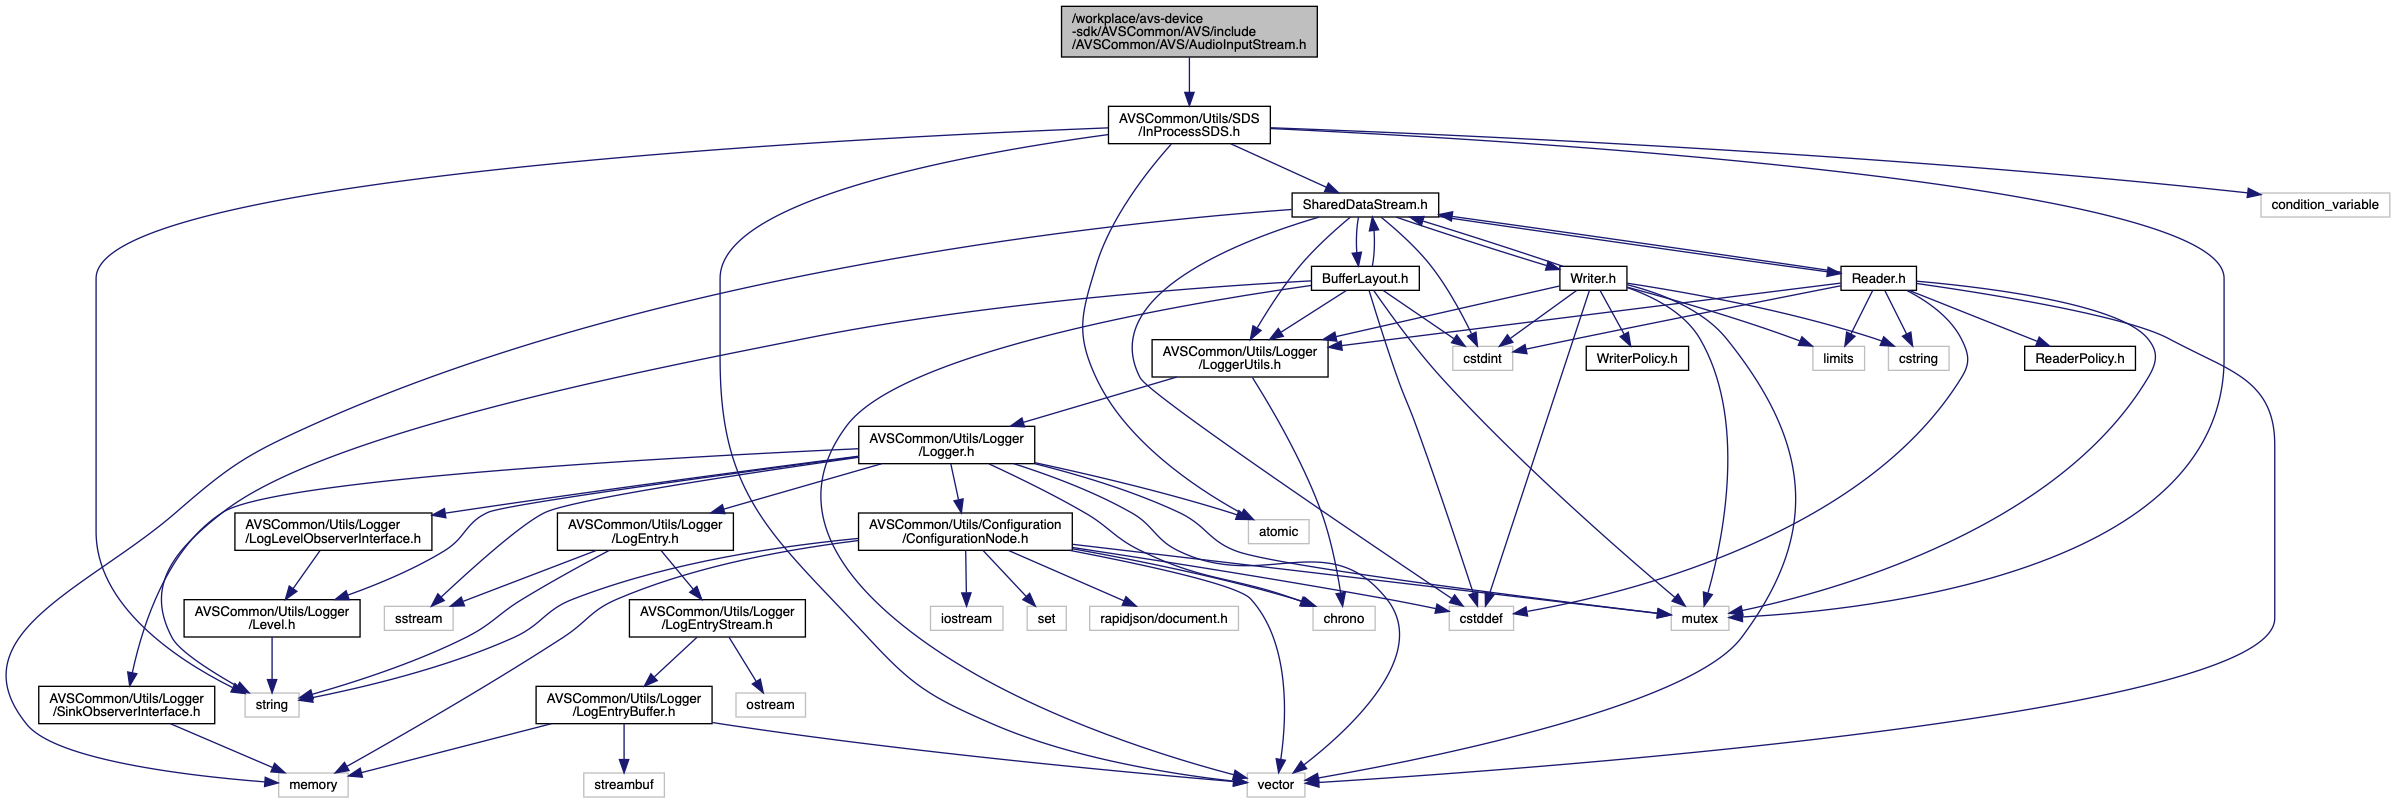 /workplace/avs-device
-sdk/AVSCommon/AVS/include
/AVSCommon/AVS/AudioInputStream.h
AVSCommon/Utils/SDS
/InProcessSDS.h
SharedDataStream.h
condition_variable
BufferLayout.h
Writer.h
Reader.h
AVSCommon/Utils/Logger
/LoggerUtils.h
cstdint
WriterPolicy.h
limits
cstring
ReaderPolicy.h
AVSCommon/Utils/Logger
/Logger.h
AVSCommon/Utils/Logger
/LogLevelObserverInterface.h
AVSCommon/Utils/Logger
/LogEntry.h
AVSCommon/Utils/Configuration
/ConfigurationNode.h
atomic
AVSCommon/Utils/Logger
/Level.h
sstream
AVSCommon/Utils/Logger
/LogEntryStream.h
iostream
set
rapidjson/document.h
chrono
cstddef
mutex
AVSCommon/Utils/Logger
/SinkObserverInterface.h
string
AVSCommon/Utils/Logger
/LogEntryBuffer.h
ostream
memory
streambuf
vector